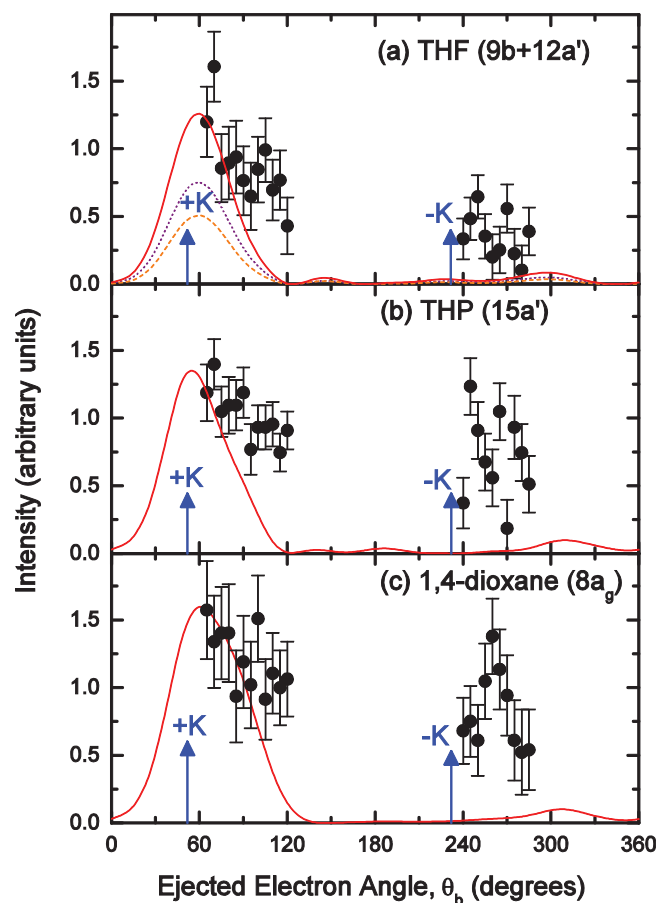 (a) THF (9b+12a')
1.5
1.0
0.5
0.0
+K
-K
(b) THP (15a')
1.5
1.0
0.5
0.0
+K
-K
(c) 1,4-dioxane (8a_g)
1.5
1.0
0.5
0.0
+K
-K
0 60 120 180 240 300 360
Ejected Electron Angle, θ_b (degrees)
Intensity (arbitrary units)